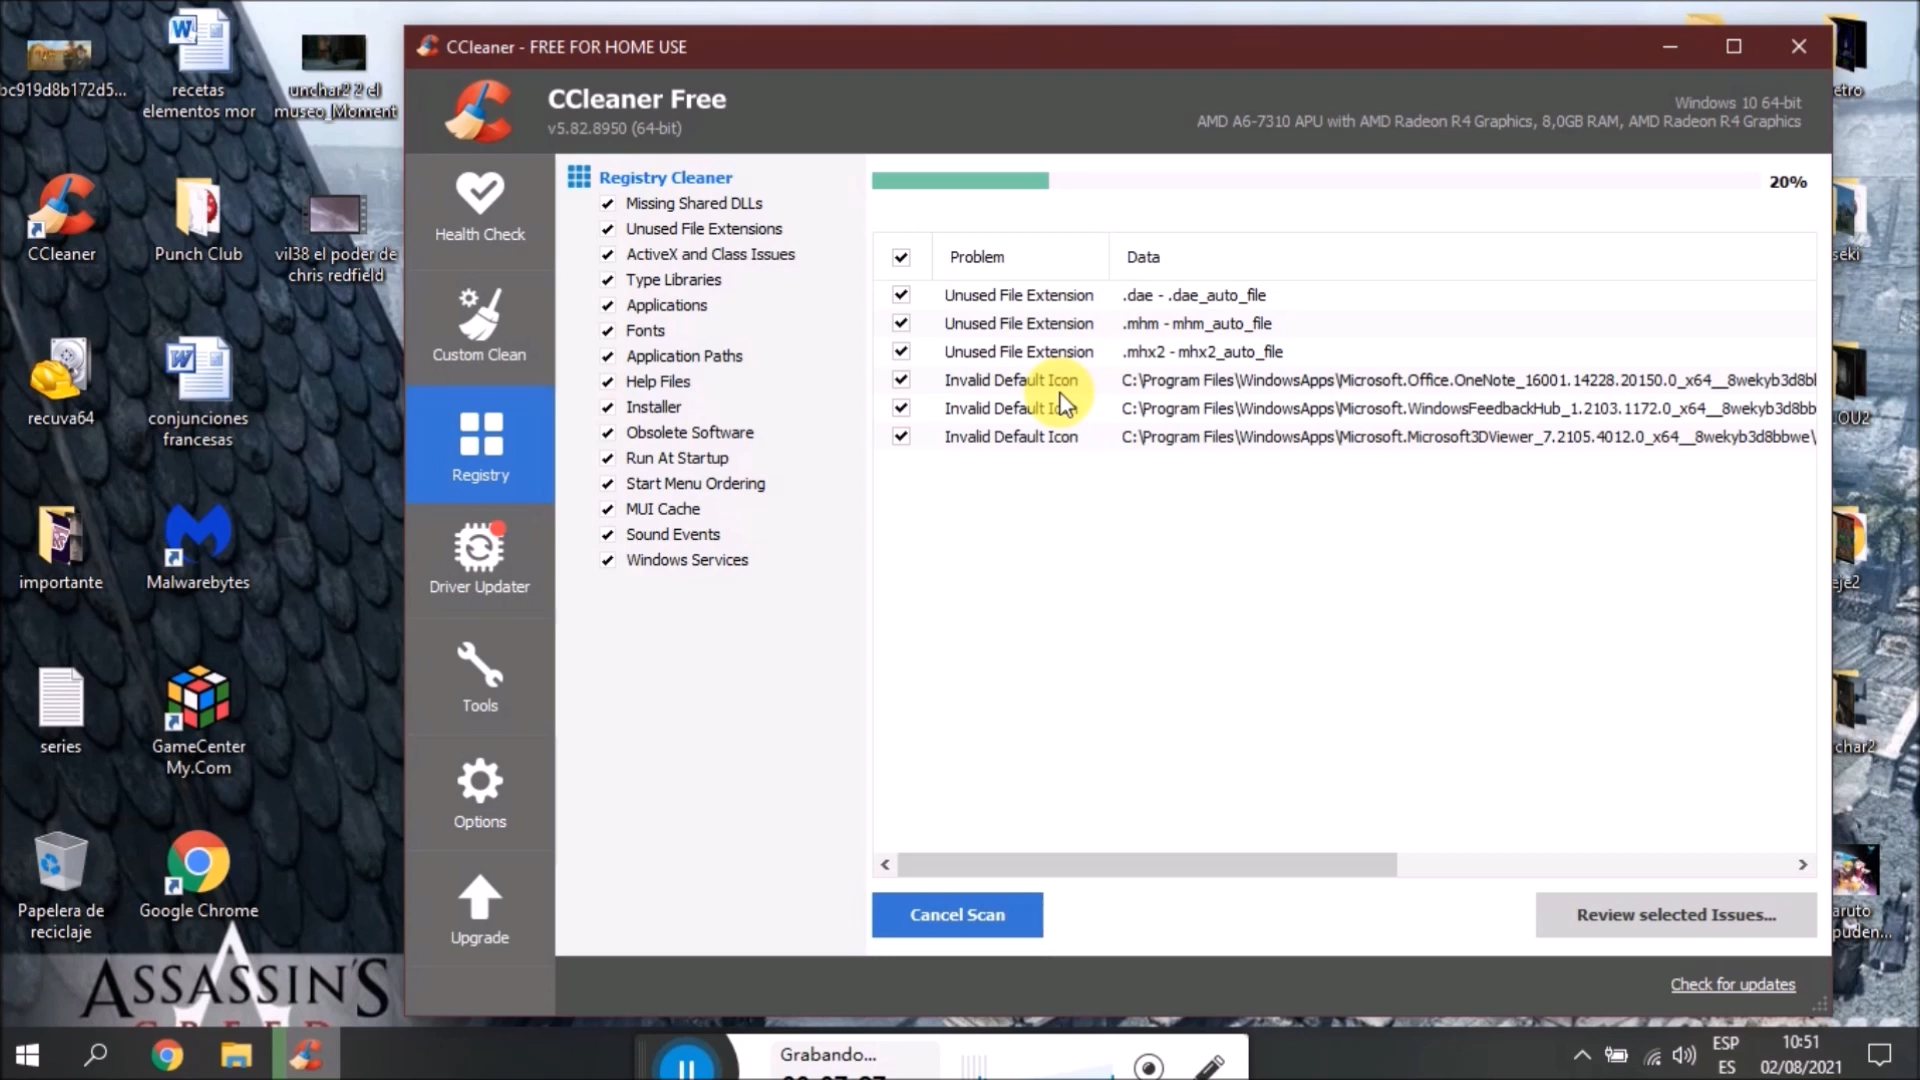 bc919d8b172d5...
recetas
elementos mor
unchar2 2 el
museo_Moment
CCleaner
Punch Club
vil38 el poder de
chris redfield
recuva64
conjunciones
francesas
importante
Malwarebytes
series
GameCenter
My.Com
Papelera de
reciclaje
Google Chrome
ASSASSIN'S
CREED
CCleaner - FREE FOR HOME USE
CCleaner Free
v5.82.8950 (64-bit)
Windows 10 64-bit
AMD A6-7310 APU with AMD Radeon R4 Graphics, 8,0GB RAM, AMD Radeon R4 Graphics
Health Check
Custom Clean
Registry
Driver Updater
Tools
Options
Upgrade
Registry Cleaner
Missing Shared DLLs
Unused File Extensions
ActiveX and Class Issues
Type Libraries
Applications
Fonts
Application Paths
Help Files
Installer
Obsolete Software
Run At Startup
Start Menu Ordering
MUI Cache
Sound Events
Windows Services
20%
Problem Data
Unused File Extension .dae - .dae_auto_file
Unused File Extension .mhm - mhm_auto_file
Unused File Extension .mhx2 - mhx2_auto_file
Invalid Default Icon C:\Program Files\WindowsApps\Microsoft.Office.OneNote_16001.14228.20150.0_x64__8wekyb3d8b
Invalid Default Icon C:\Program Files\WindowsApps\Microsoft.WindowsFeedbackHub_1.2103.1172.0_x64__8wekyb3d8bb
Invalid Default Icon C:\Program Files\WindowsApps\Microsoft.Microsoft3DViewer_7.2105.4012.0_x64__8wekyb3d8bbwe\
Cancel Scan
Review selected Issues...
Check for updates
etro
seki
.OU2
eje2
char2
aruto
puden...
Grabando...
ESP
ES
10:51
02/08/2021